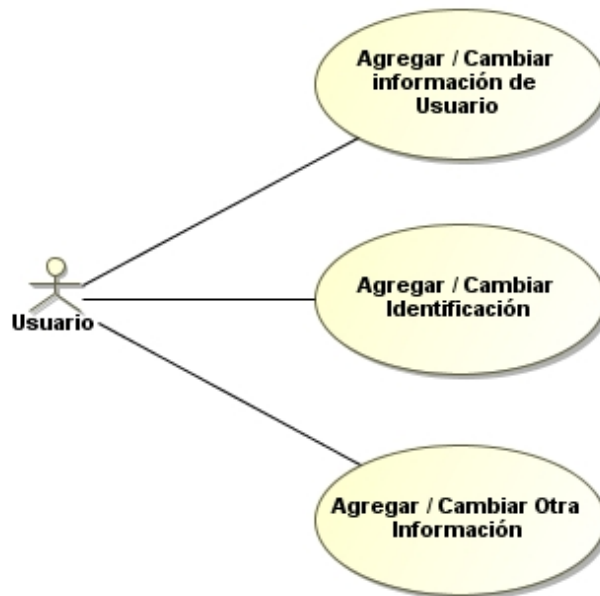 Agregar / Cambiar
información de
Usuario
Agregar / Cambiar
Identificación
Usuario
Agregar / Cambiar Otra
Información